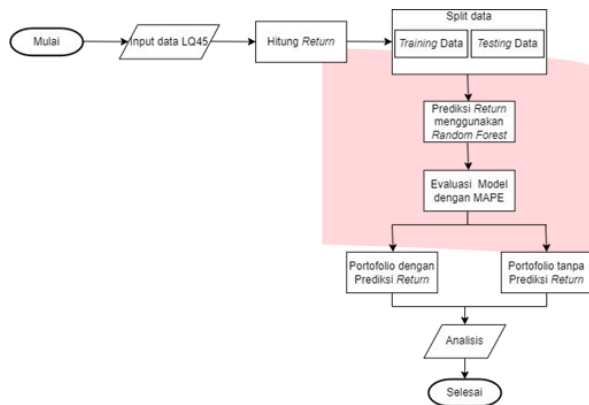 Split data
Mulai
Input data LQ45
Hitung Return
Training Data
Testing Data
Prediksi Return
menggunakan
Random Forest
Evaluasi Model
dengan MAPE
Portofolio dengan
Prediksi Return
Portofolio tanpa
Prediksi Return
Analisis
Selesai